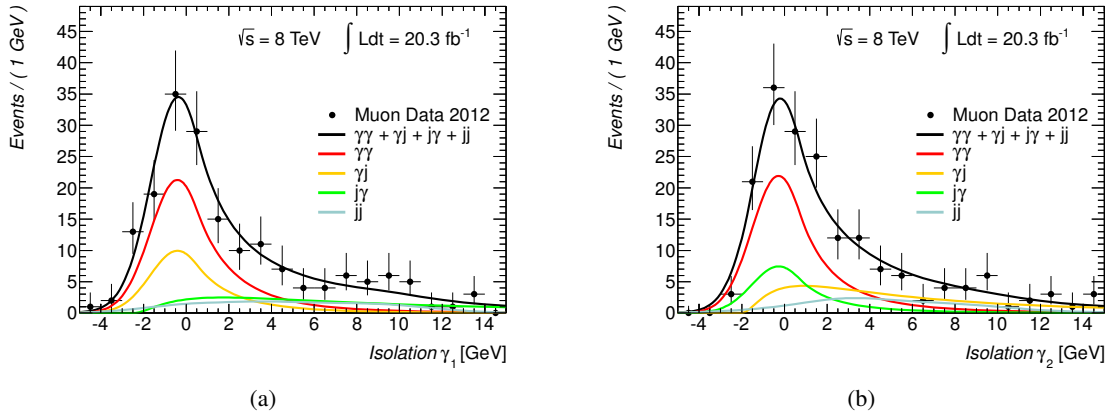 Events / ( 1 GeV )
45
40
35
30
25
20
15
10
5
0
√s = 8 TeV ∫ Ldt = 20.3 fb⁻¹
Muon Data 2012
γγ + γj + jγ + jj
γγ
γj
jγ
jj
-4 -2 0 2 4 6 8 10 12 14
Isolation γ₁ [GeV]
(a)
Events / ( 1 GeV )
45
40
35
30
25
20
15
10
5
0
√s = 8 TeV ∫ Ldt = 20.3 fb⁻¹
Muon Data 2012
γγ + γj + jγ + jj
γγ
γj
jγ
jj
-4 -2 0 2 4 6 8 10 12 14
Isolation γ₂ [GeV]
(b)